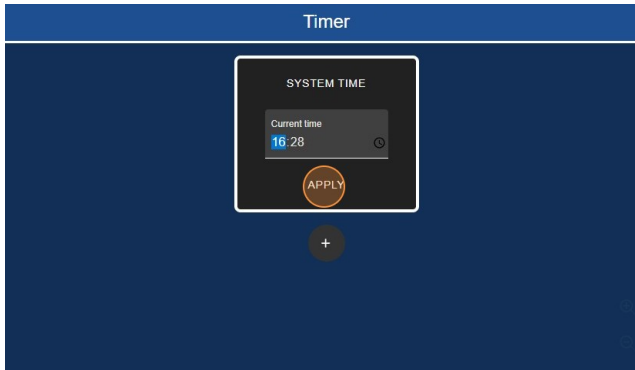 Timer
SYSTEM TIME
Current time
16:28
APPLY
+